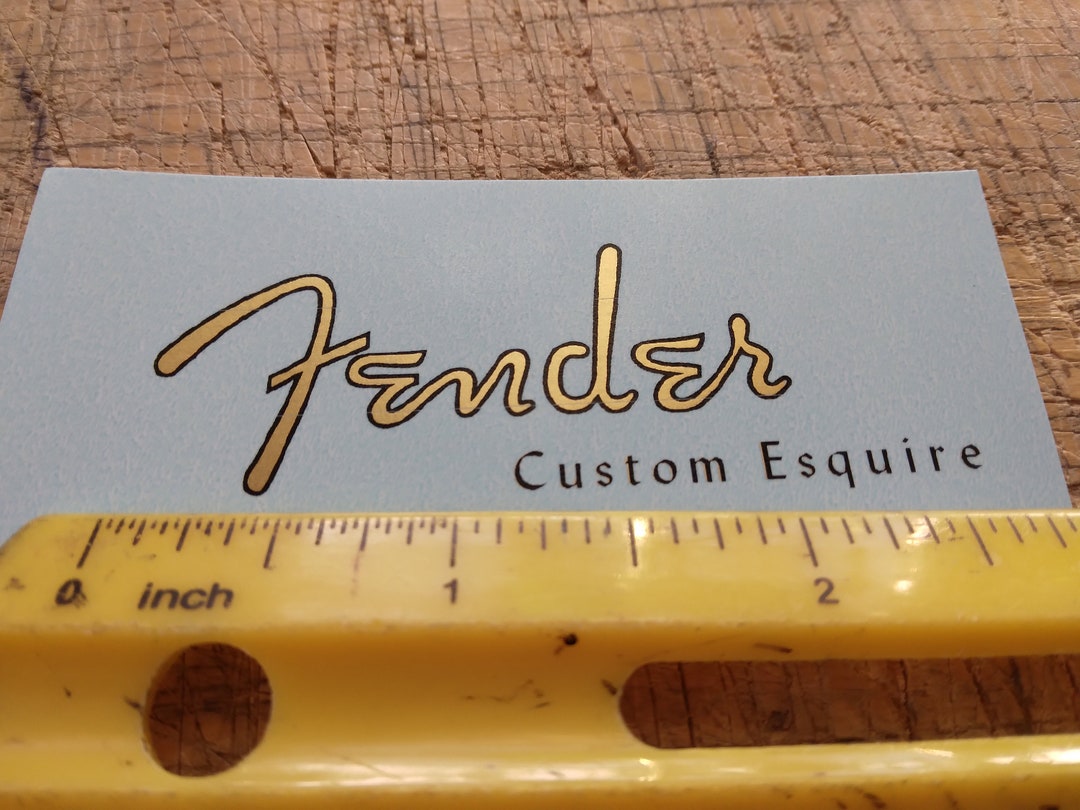 Fender
Custom Esquire
0 inch 1 2